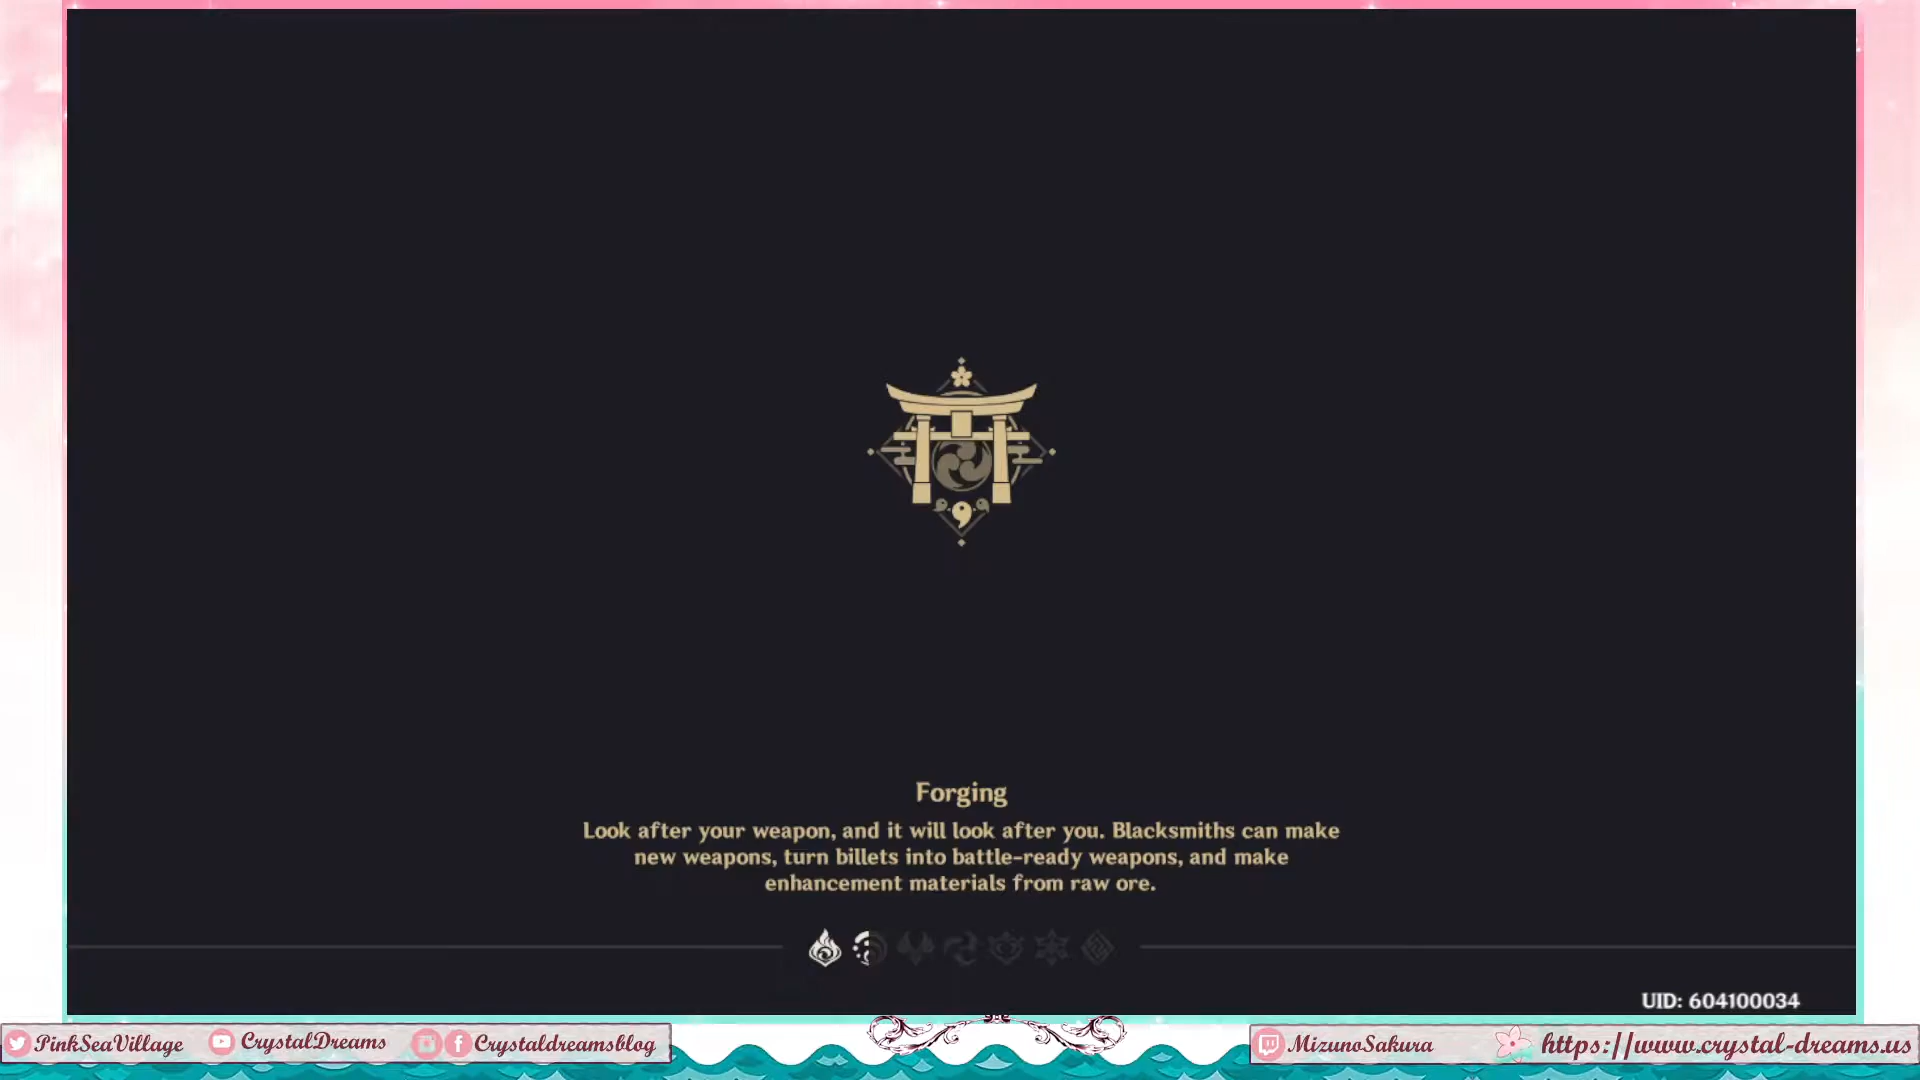 Forging
Look after your weapon, and it will look after you. Blacksmiths can make
new weapons, turn billets into battle-ready weapons, and make
enhancement materials from raw ore.
UID: 604100034
PinkSeaVillage
CrystalDreams
Crystaldreamsblog
MizunoSakura
https://www.crystal-dreams.us